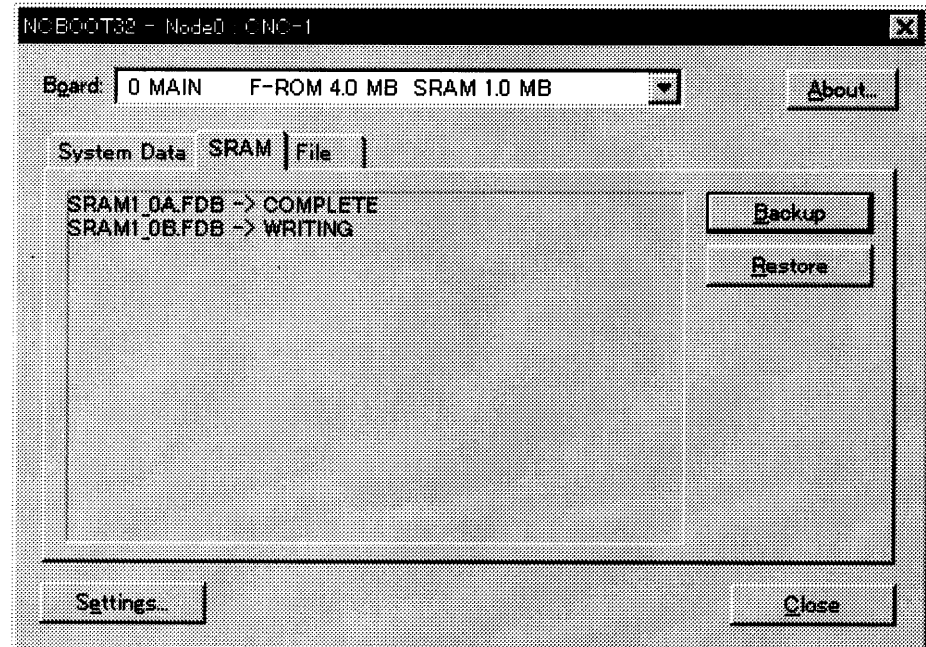 NCBOOT32 - Node0 : CNC-1
Board: 0 MAIN F-ROM 4.0 MB SRAM 1.0 MB About...
System Data SRAM File
SRAM1_0A.FDB -> COMPLETE
SRAM1_0B.FDB -> WRITING
Backup
Restore
Settings... Close